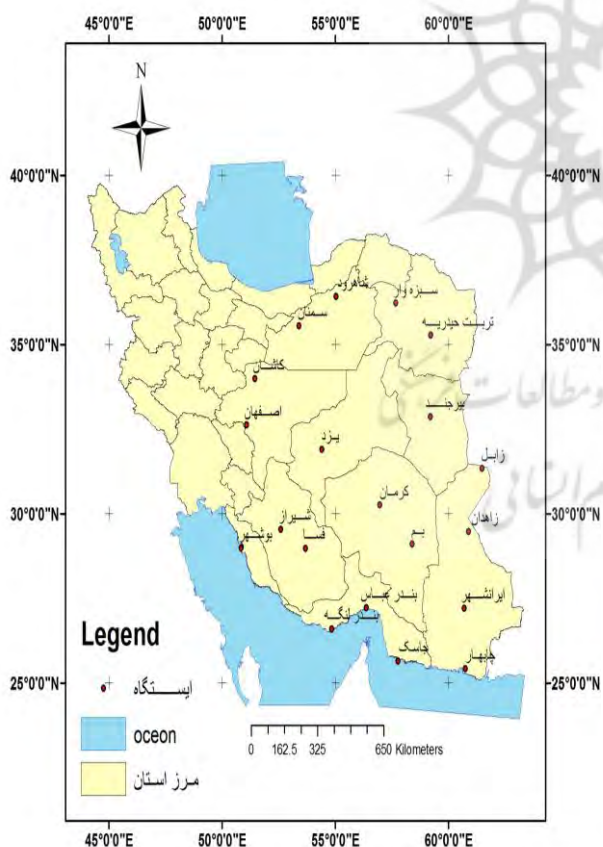 45°0'0"E 50°0'0"E 55°0'0"E 60°0'0"E
N
40°0'0"N 40°0'0"N
شاهرود
سبزه وار
سمنان
تربت حیدریه
35°0'0"N 35°0'0"N
کاشان
و مطالعات فرهنگی
بیرجند
اصفهان
یزد
زابل
کرمان
30°0'0"N 30°0'0"N
شیراز
زاهدان
بوشهر
فسا
بم
بندر عباس
ایرانشهر
بندر لنگه
جاسک
چابهار
25°0'0"N 25°0'0"N
Legend
ایستگاه
oceon
مرز استان
0 162.5 325 650 Kilometers
45°0'0"E 50°0'0"E 55°0'0"E 60°0'0"E